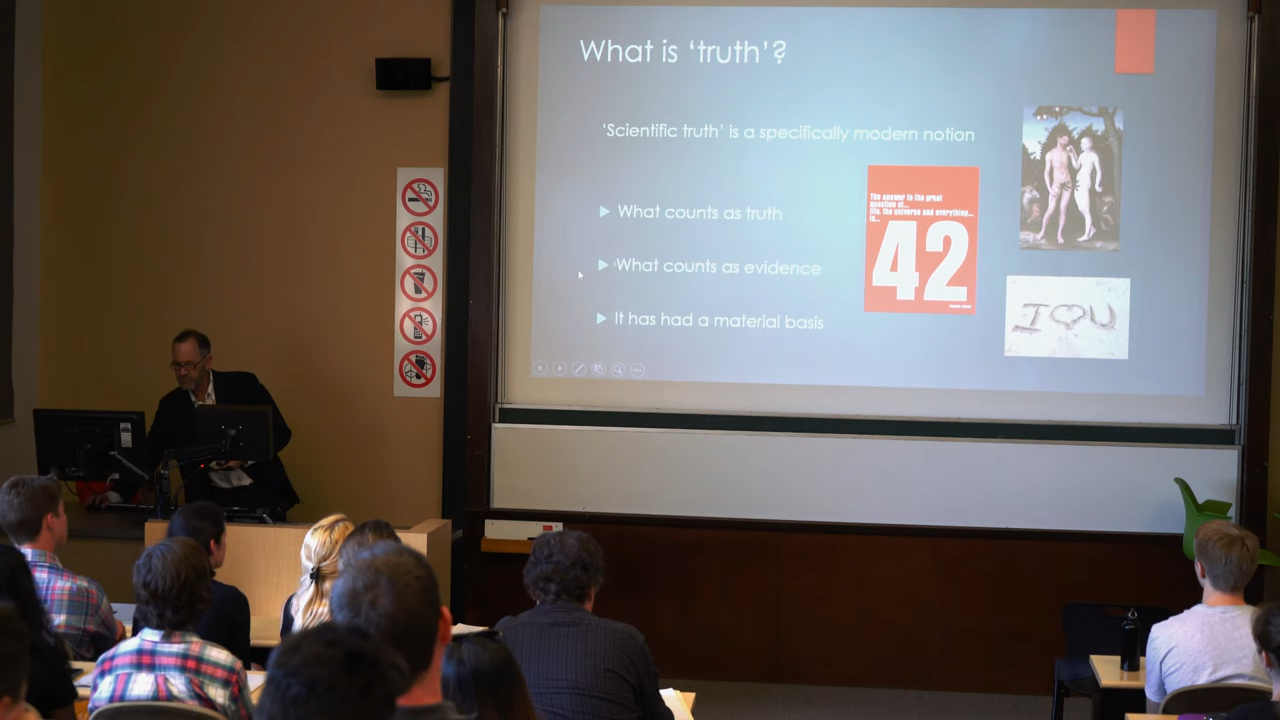 What is ‘truth’?
‘Scientific truth’ is a specifically modern notion
What counts as truth
What counts as evidence
It has had a material basis
The answer to the great
question of...
life, the universe and everything...
is...
42
I ♡ U